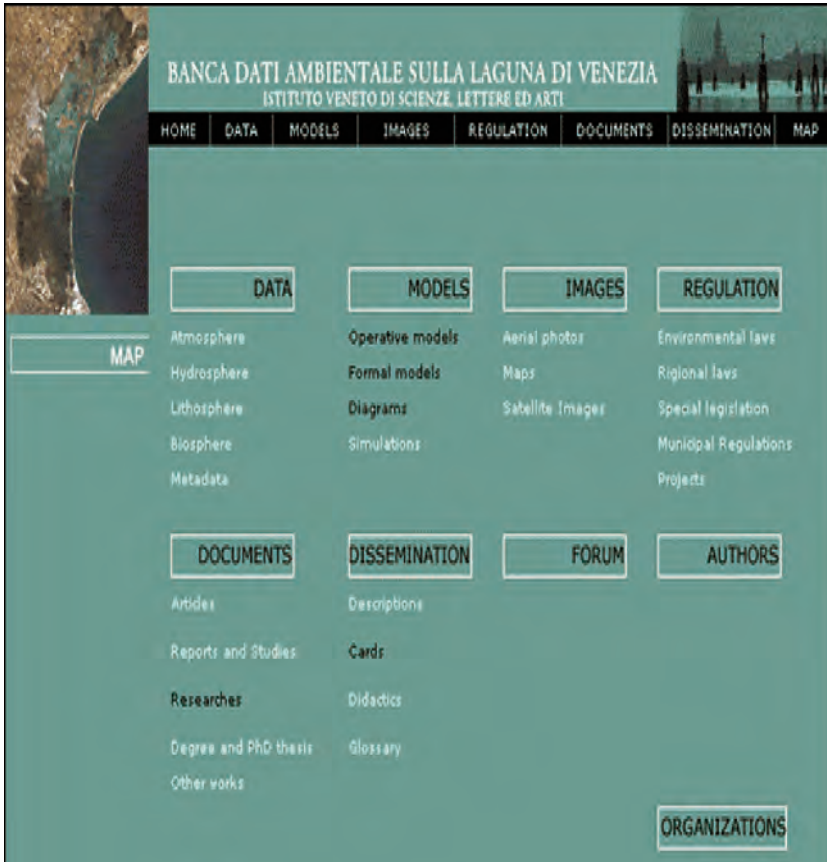 BANCA DATI AMBIENTALE SULLA LAGUNA DI VENEZIA
ISTITUTO VENETO DI SCIENZE, LETTERE ED ARTI
HOME DATA MODELS IMAGES REGULATION DOCUMENTS DISSEMINATION MAP
MAP
DATA
Atmosphere
Hydrosphere
Lithosphere
Biosphere
Metadata
MODELS
Operative models
Formal models
Diagrams
Simulations
IMAGES
Aerial photos
Maps
Satellite Images
REGULATION
Environmental laws
Rigional laws
Special legislation
Municipal Regulations
Projects
DOCUMENTS
Articles
Reports and Studies
Researches
Degree and PhD thesis
Other works
DISSEMINATION
Descriptions
Cards
Didactics
Glossary
FORUM
AUTHORS
ORGANIZATIONS